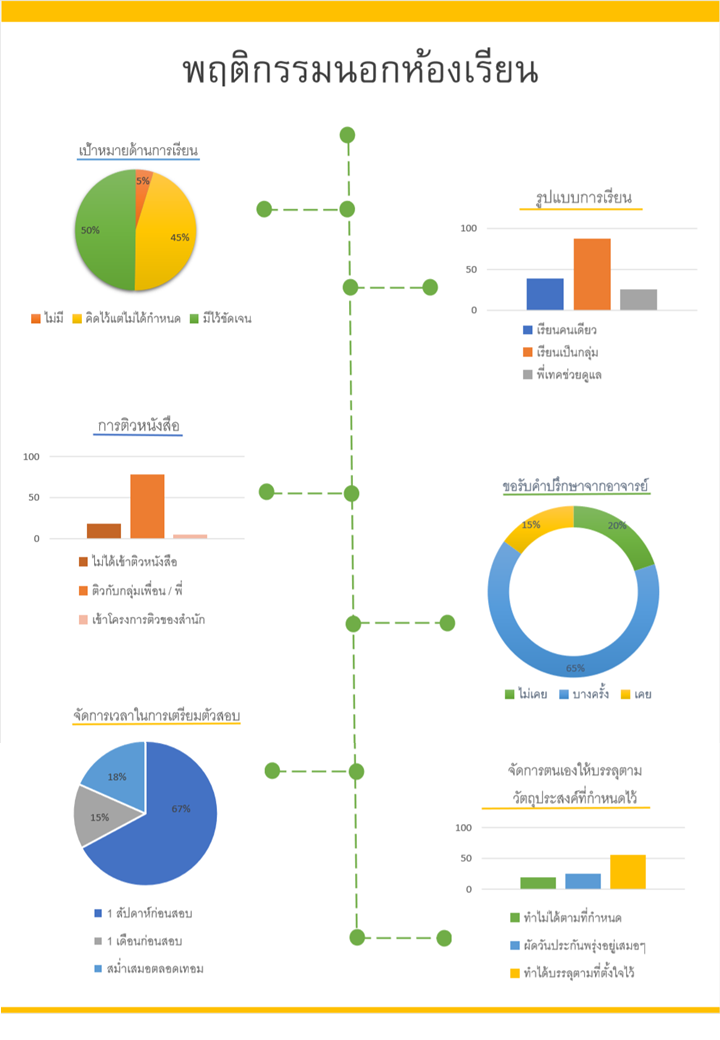 พฤติกรรมนอกห้องเรียน
เป้าหมายด้านการเรียน
5%
50%
45%
ไม่มี คิดไว้แต่ไม่ได้กำหนด มีไว้ชัดเจน
รูปแบบการเรียน
100
50
0
เรียนคนเดียว
เรียนเป็นกลุ่ม
พี่เทคช่วยดูแล
การติวหนังสือ
100
50
0
ไม่ได้เข้าติวหนังสือ
ติวกับกลุ่มเพื่อน / พี่
เข้าโครงการติวของสำนัก
ขอรับคำปรึกษาจากอาจารย์
15%
20%
65%
ไม่เคย บางครั้ง เคย
จัดการเวลาในการเตรียมตัวสอบ
18%
67%
15%
1 สัปดาห์ก่อนสอบ
1 เดือนก่อนสอบ
สม่ำเสมอตลอดเทอม
จัดการตนเองให้บรรลุตาม
วัตถุประสงค์ที่กำหนดไว้
100
50
0
ทำไม่ได้ตามที่กำหนด
ผัดวันประกันพรุ่งอยู่เสมอๆ
ทำได้บรรลุตามที่ตั้งใจไว้